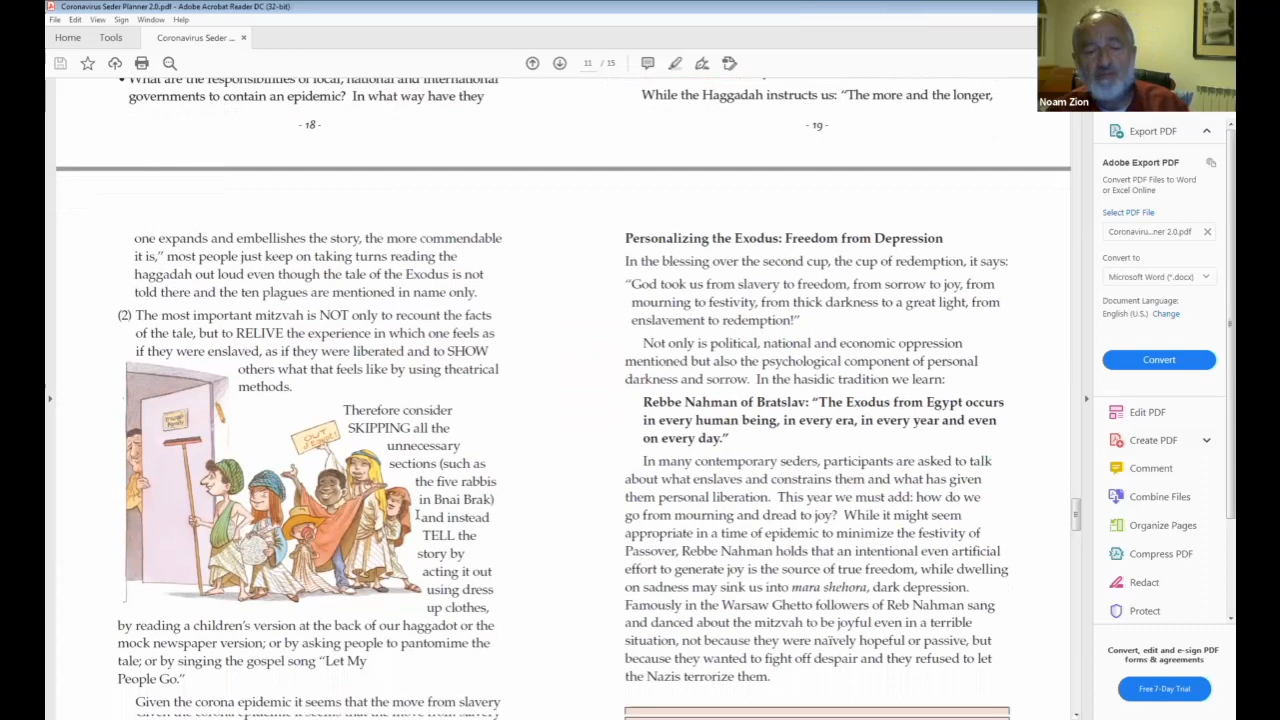 Coronavirus Seder Planner 2.0.pdf - Adobe Acrobat Reader DC (32-bit)
File Edit View Sign Window Help
Home Tools Coronavirus Seder ... ×
11 / 15
Noam Zion
• What are the responsibilities of local, national and international
governments to contain an epidemic? In what way have they
- 18 -
While the Haggadah instructs us: “The more and the longer,
- 19 -
one expands and embellishes the story, the more commendable
it is,” most people just keep on taking turns reading the
haggadah out loud even though the tale of the Exodus is not
told there and the ten plagues are mentioned in name only.
(2) The most important mitzvah is NOT only to recount the facts
of the tale, but to RELIVE the experience in which one feels as
if they were enslaved, as if they were liberated and to SHOW
others what that feels like by using theatrical
methods.
Therefore consider
SKIPPING all the
unnecessary
sections (such as
the five rabbis
in Bnai Brak)
and instead
TELL the
story by
acting it out
using dress
up clothes,
by reading a children’s version at the back of our haggadot or the
mock newspaper version; or by asking people to pantomime the
tale; or by singing the gospel song “Let My
People Go.”
Given the corona epidemic it seems that the move from slavery
Personalizing the Exodus: Freedom from Depression
In the blessing over the second cup, the cup of redemption, it says:
“God took us from slavery to freedom, from sorrow to joy, from
mourning to festivity, from thick darkness to a great light, from
enslavement to redemption!”
Not only is political, national and economic oppression
mentioned but also the psychological component of personal
darkness and sorrow. In the hasidic tradition we learn:
Rebbe Nahman of Bratslav: “The Exodus from Egypt occurs
in every human being, in every era, in every year and even
on every day.”
In many contemporary seders, participants are asked to talk
about what enslaves and constrains them and what has given
them personal liberation. This year we must add: how do we
go from mourning and dread to joy? While it might seem
appropriate in a time of epidemic to minimize the festivity of
Passover, Rebbe Nahman holds that an intentional even artificial
effort to generate joy is the source of true freedom, while dwelling
on sadness may sink us into mara shehora, dark depression.
Famously in the Warsaw Ghetto followers of Reb Nahman sang
and danced about the mitzvah to be joyful even in a terrible
situation, not because they were naïvely hopeful or passive, but
because they wanted to fight off despair and they refused to let
the Nazis terrorize them.
Export PDF
Adobe Export PDF
Convert PDF Files to Word
or Excel Online
Select PDF File
Coronaviru...ner 2.0.pdf
Convert to
Microsoft Word (*.docx)
Document Language:
English (U.S.) Change
Convert
Edit PDF
Create PDF
Comment
Combine Files
Organize Pages
Compress PDF
Redact
Protect
Convert, edit and e-sign PDF
forms & agreements
Free 7-Day Trial